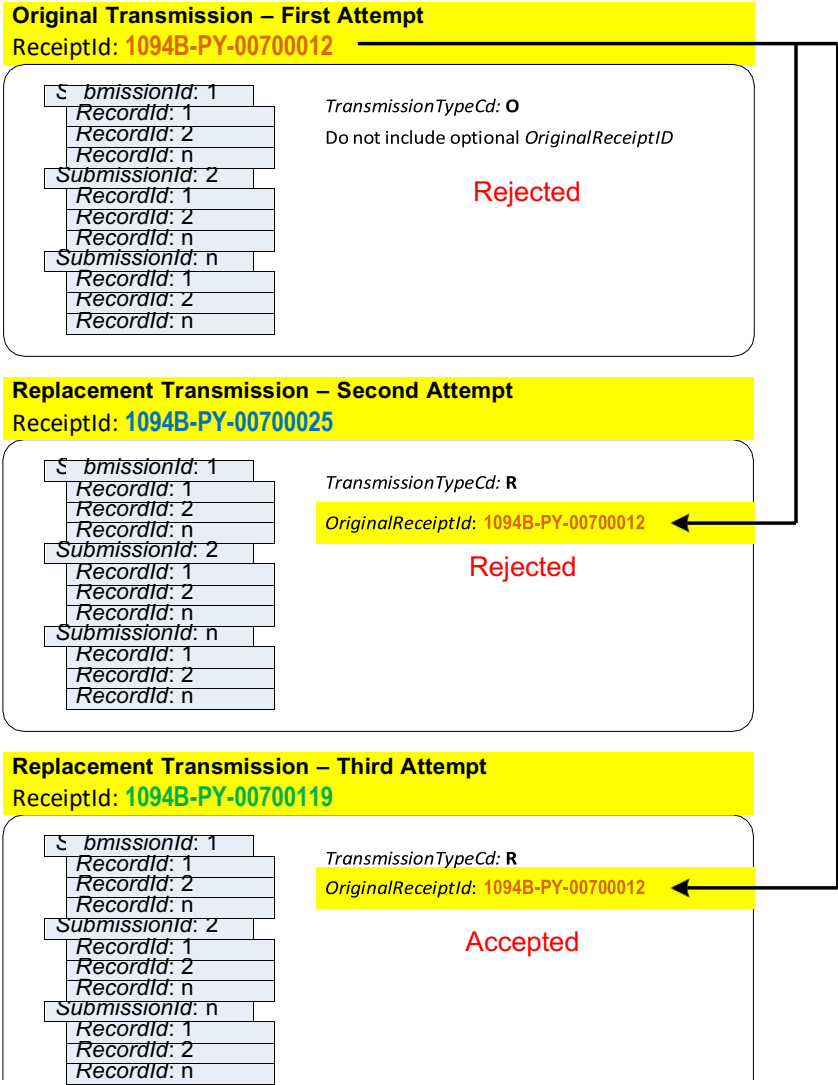 Original Transmission – First Attempt
ReceiptId: 1094B-PY-00700012
SubmissionId: 1
RecordId: 1
RecordId: 2
RecordId: n
SubmissionId: 2
RecordId: 1
RecordId: 2
RecordId: n
SubmissionId: n
RecordId: 1
RecordId: 2
RecordId: n
TransmissionTypeCd: O
Do not include optional OriginalReceiptID
Rejected
Replacement Transmission – Second Attempt
ReceiptId: 1094B-PY-00700025
SubmissionId: 1
RecordId: 1
RecordId: 2
RecordId: n
SubmissionId: 2
RecordId: 1
RecordId: 2
RecordId: n
SubmissionId: n
RecordId: 1
RecordId: 2
RecordId: n
TransmissionTypeCd: R
OriginalReceiptId: 1094B-PY-00700012
Rejected
Replacement Transmission – Third Attempt
ReceiptId: 1094B-PY-00700119
SubmissionId: 1
RecordId: 1
RecordId: 2
RecordId: n
SubmissionId: 2
RecordId: 1
RecordId: 2
RecordId: n
SubmissionId: n
RecordId: 1
RecordId: 2
RecordId: n
TransmissionTypeCd: R
OriginalReceiptId: 1094B-PY-00700012
Accepted